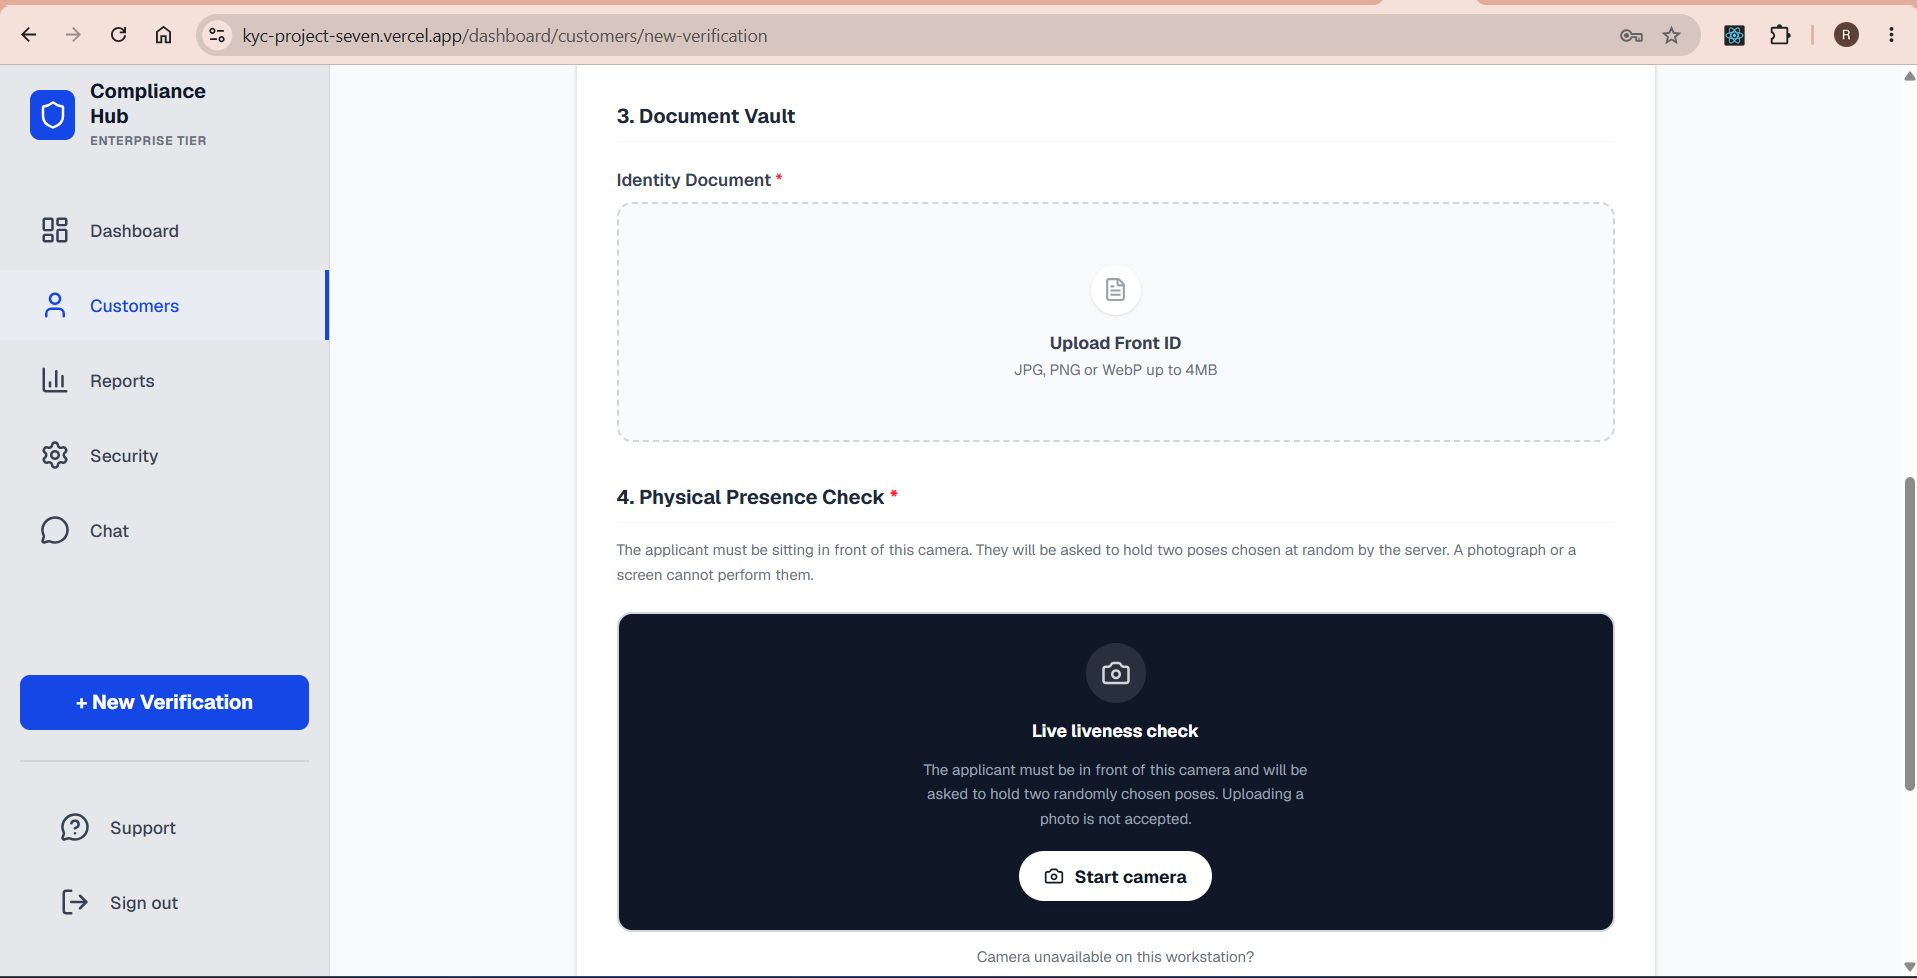 kyc-project-seven.vercel.app/dashboard/customers/new-verification
R
Compliance
Hub
ENTERPRISE TIER
Dashboard
Customers
Reports
Security
Chat
+ New Verification
Support
Sign out
3. Document Vault
Identity Document *
Upload Front ID
JPG, PNG or WebP up to 4MB
4. Physical Presence Check *
The applicant must be sitting in front of this camera. They will be asked to hold two poses chosen at random by the server. A photograph or a
screen cannot perform them.
Live liveness check
The applicant must be in front of this camera and will be
asked to hold two randomly chosen poses. Uploading a
photo is not accepted.
Start camera
Camera unavailable on this workstation?